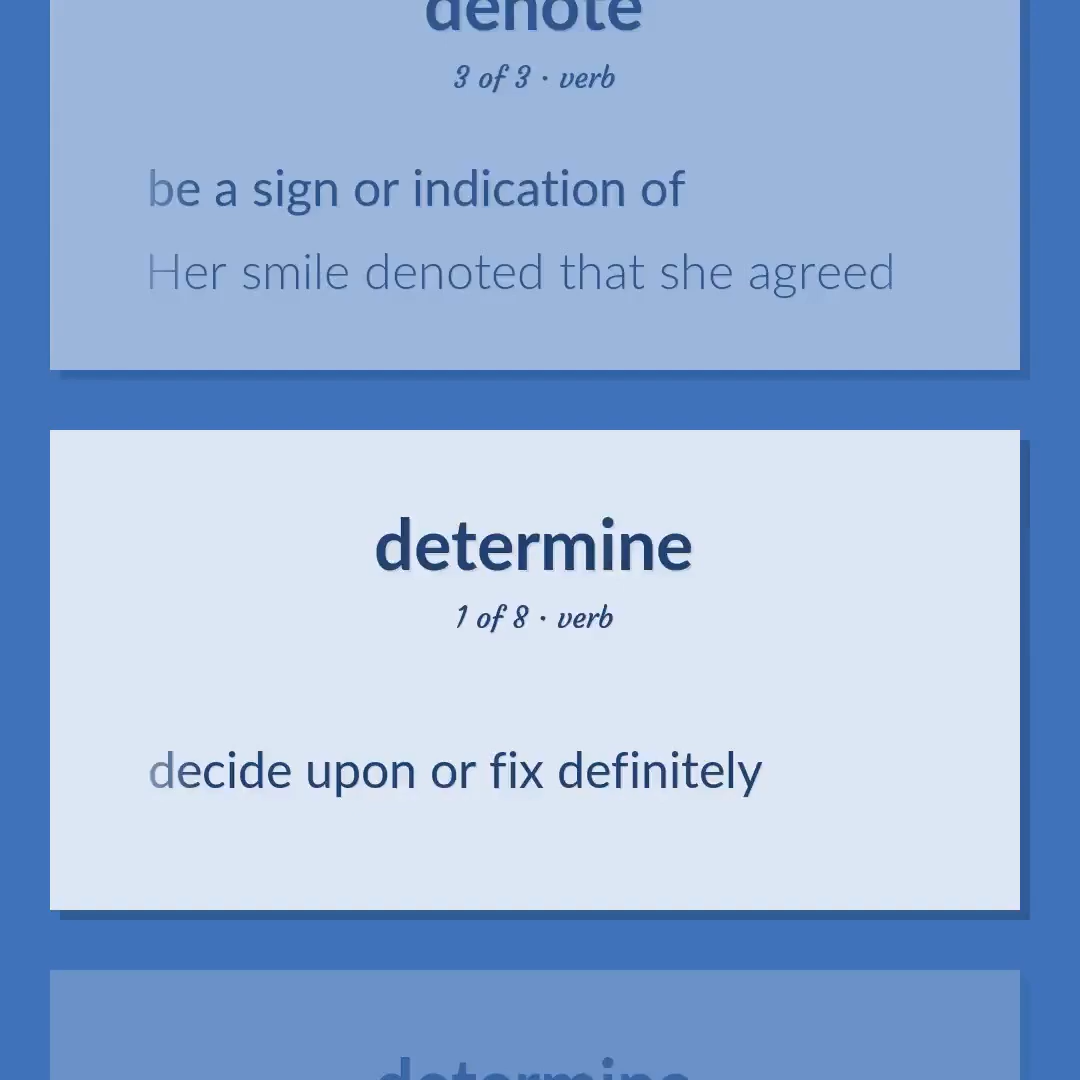 denote
3 of 3 · verb
be a sign or indication of
Her smile denoted that she agreed
determine
1 of 8 · verb
decide upon or fix definitely
determine